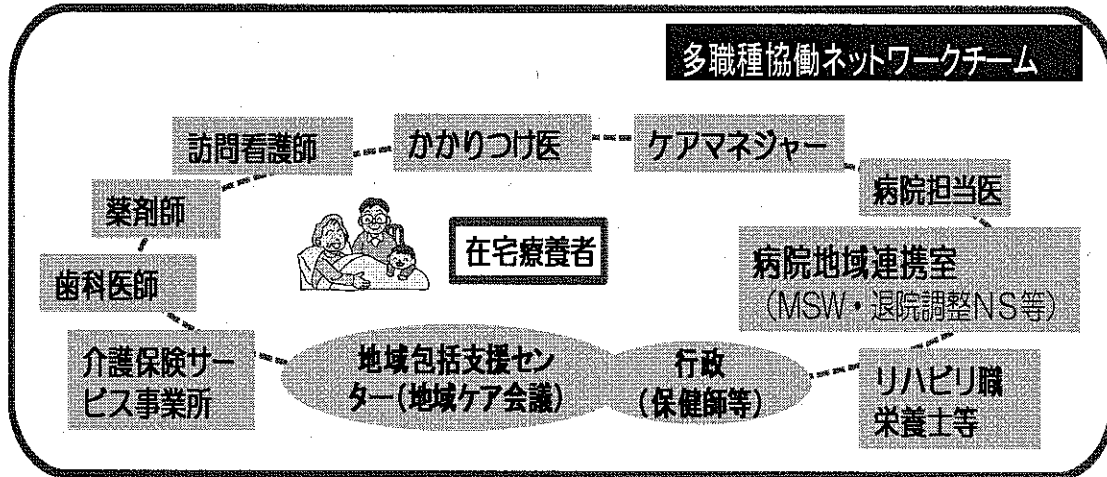 多職種協働ネットワークチーム
訪問看護師
かかりつけ医
ケアマネジャー
薬剤師
病院担当医
在宅療養者
歯科医師
病院地域連携室
(MSW・退院調整NS等)
介護保険サー
ビス事業所
地域包括支援セン
ター(地域ケア会議)
行政
(保健師等)
リハビリ職
栄養士等